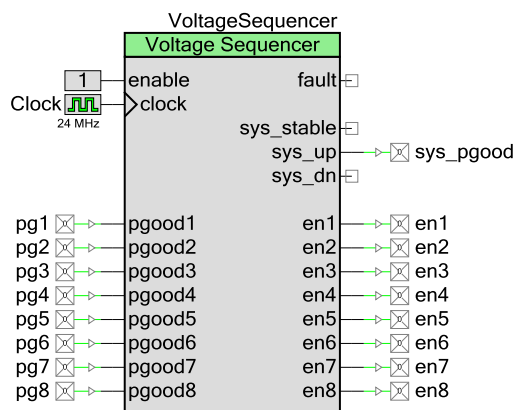 VoltageSequencer
Voltage Sequencer
1 enable fault
Clock clock
24 MHz
sys_stable
sys_up sys_pgood
sys_dn
pg1 pgood1 en1 en1
pg2 pgood2 en2 en2
pg3 pgood3 en3 en3
pg4 pgood4 en4 en4
pg5 pgood5 en5 en5
pg6 pgood6 en6 en6
pg7 pgood7 en7 en7
pg8 pgood8 en8 en8